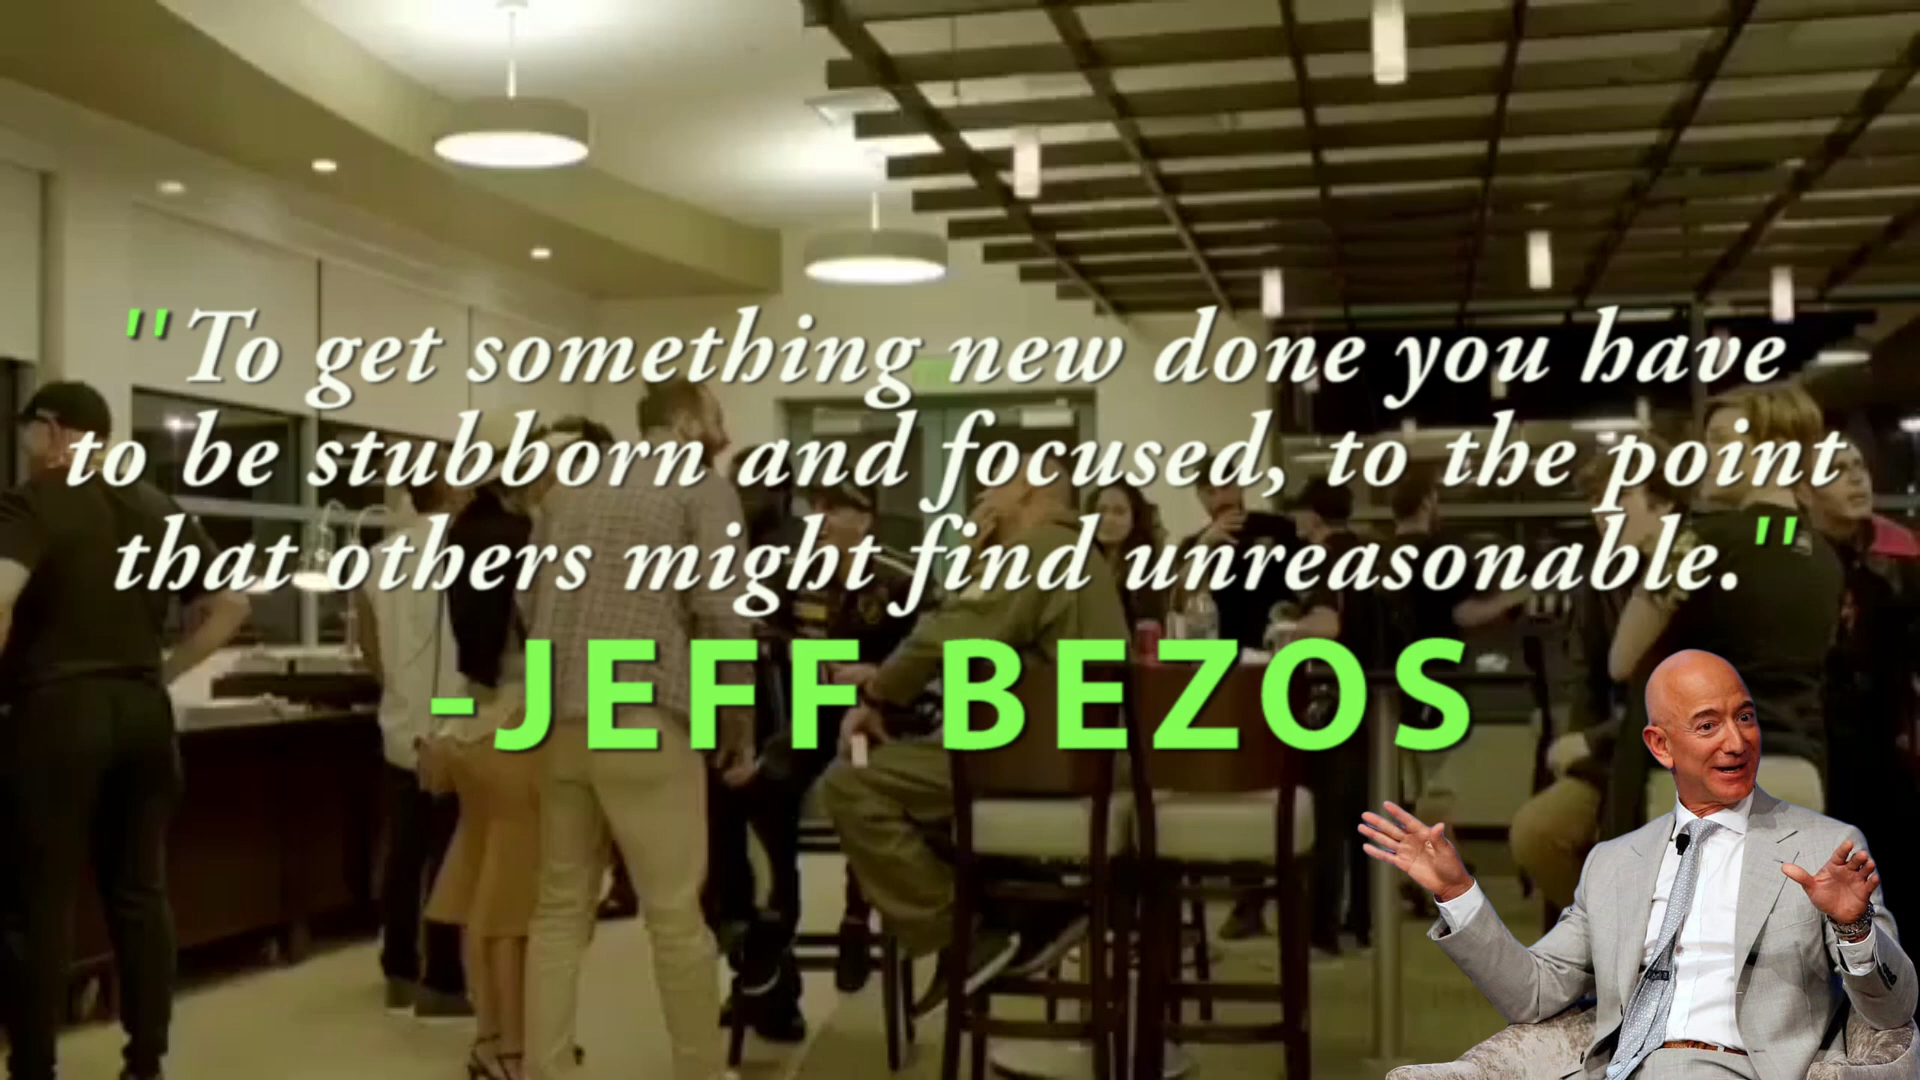 "To get something new done you have
to be stubborn and focused, to the point
that others might find unreasonable."
-JEFF BEZOS